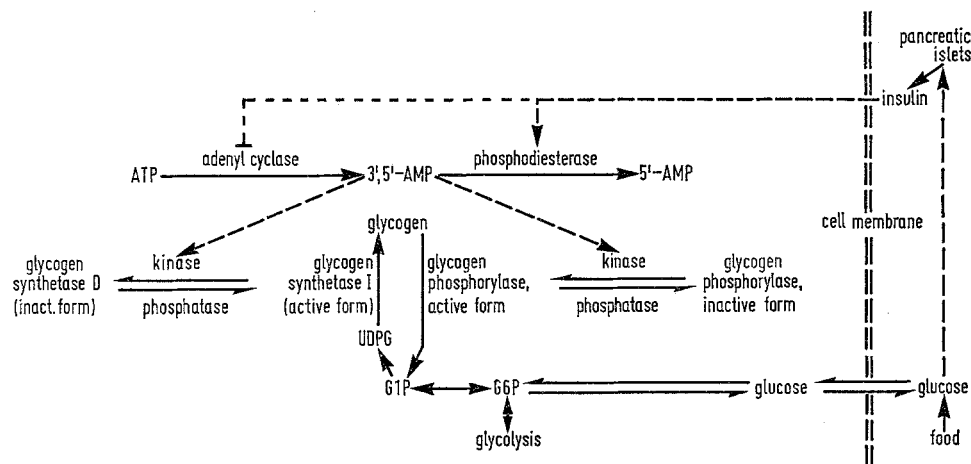 pancreatic
islets
insulin
adenyl cyclase
phosphodiesterase
ATP
3',5'-AMP
5'-AMP
cell membrane
glycogen
glycogen
synthetase D
(inact. form)
kinase
phosphatase
glycogen
synthetase I
(active form)
glycogen
phosphorylase,
active form
kinase
phosphatase
glycogen
phosphorylase,
inactive form
UDPG
G1P
G6P
glucose
glucose
glycolysis
food